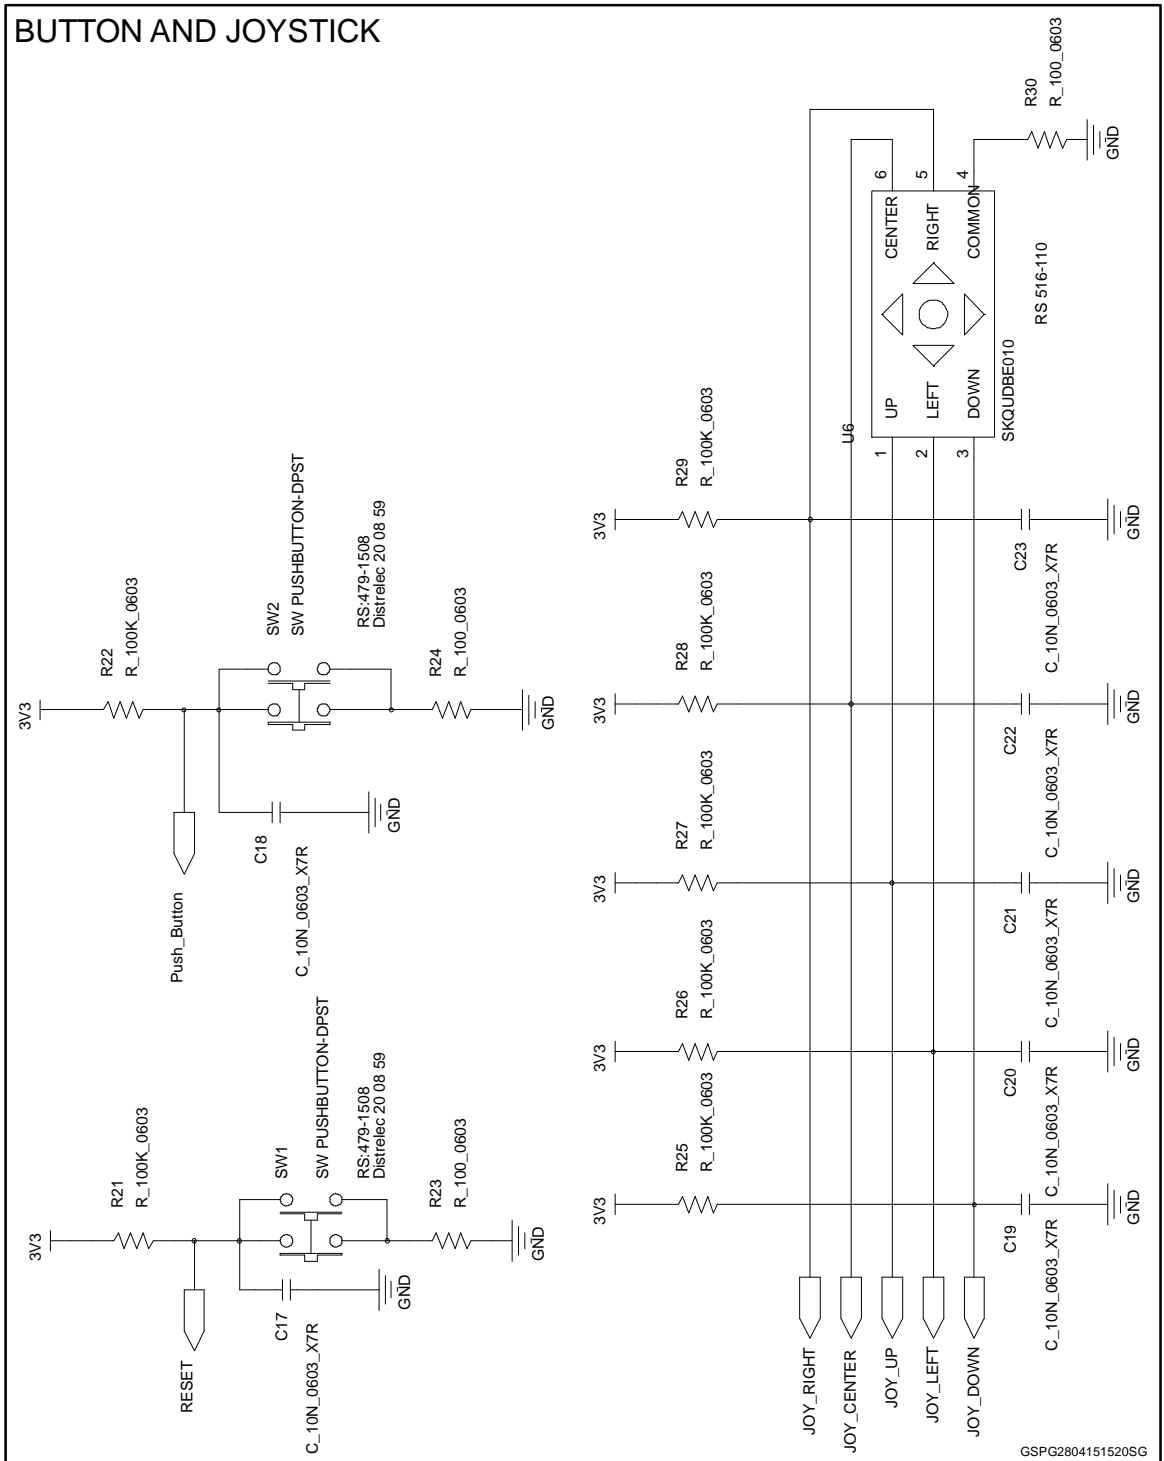 BUTTON AND JOYSTICK
3V3
R21
R_100K_0603
RESET
C17
C_10N_0603_X7R
GND
SW1
SW PUSHBUTTON-DPST
RS:479-1508
Distrelec 20 08 59
R23
R_100_0603
GND
3V3
R22
R_100K_0603
Push_Button
C18
C_10N_0603_X7R
GND
SW2
SW PUSHBUTTON-DPST
RS:479-1508
Distrelec 20 08 59
R24
R_100_0603
GND
3V3
R25
R_100K_0603
C19
C_10N_0603_X7R
GND
3V3
R26
R_100K_0603
C20
C_10N_0603_X7R
GND
3V3
R27
R_100K_0603
C21
C_10N_0603_X7R
GND
3V3
R28
R_100K_0603
C22
C_10N_0603_X7R
GND
3V3
R29
R_100K_0603
C23
C_10N_0603_X7R
GND
JOY_RIGHT
JOY_CENTER
JOY_UP
JOY_LEFT
JOY_DOWN
U6
1
UP
CENTER
6
2
LEFT
RIGHT
5
3
DOWN
COMMON
4
SKQUDBE010
RS 516-110
R30
R_100_0603
GND
GSPG2804151520SG